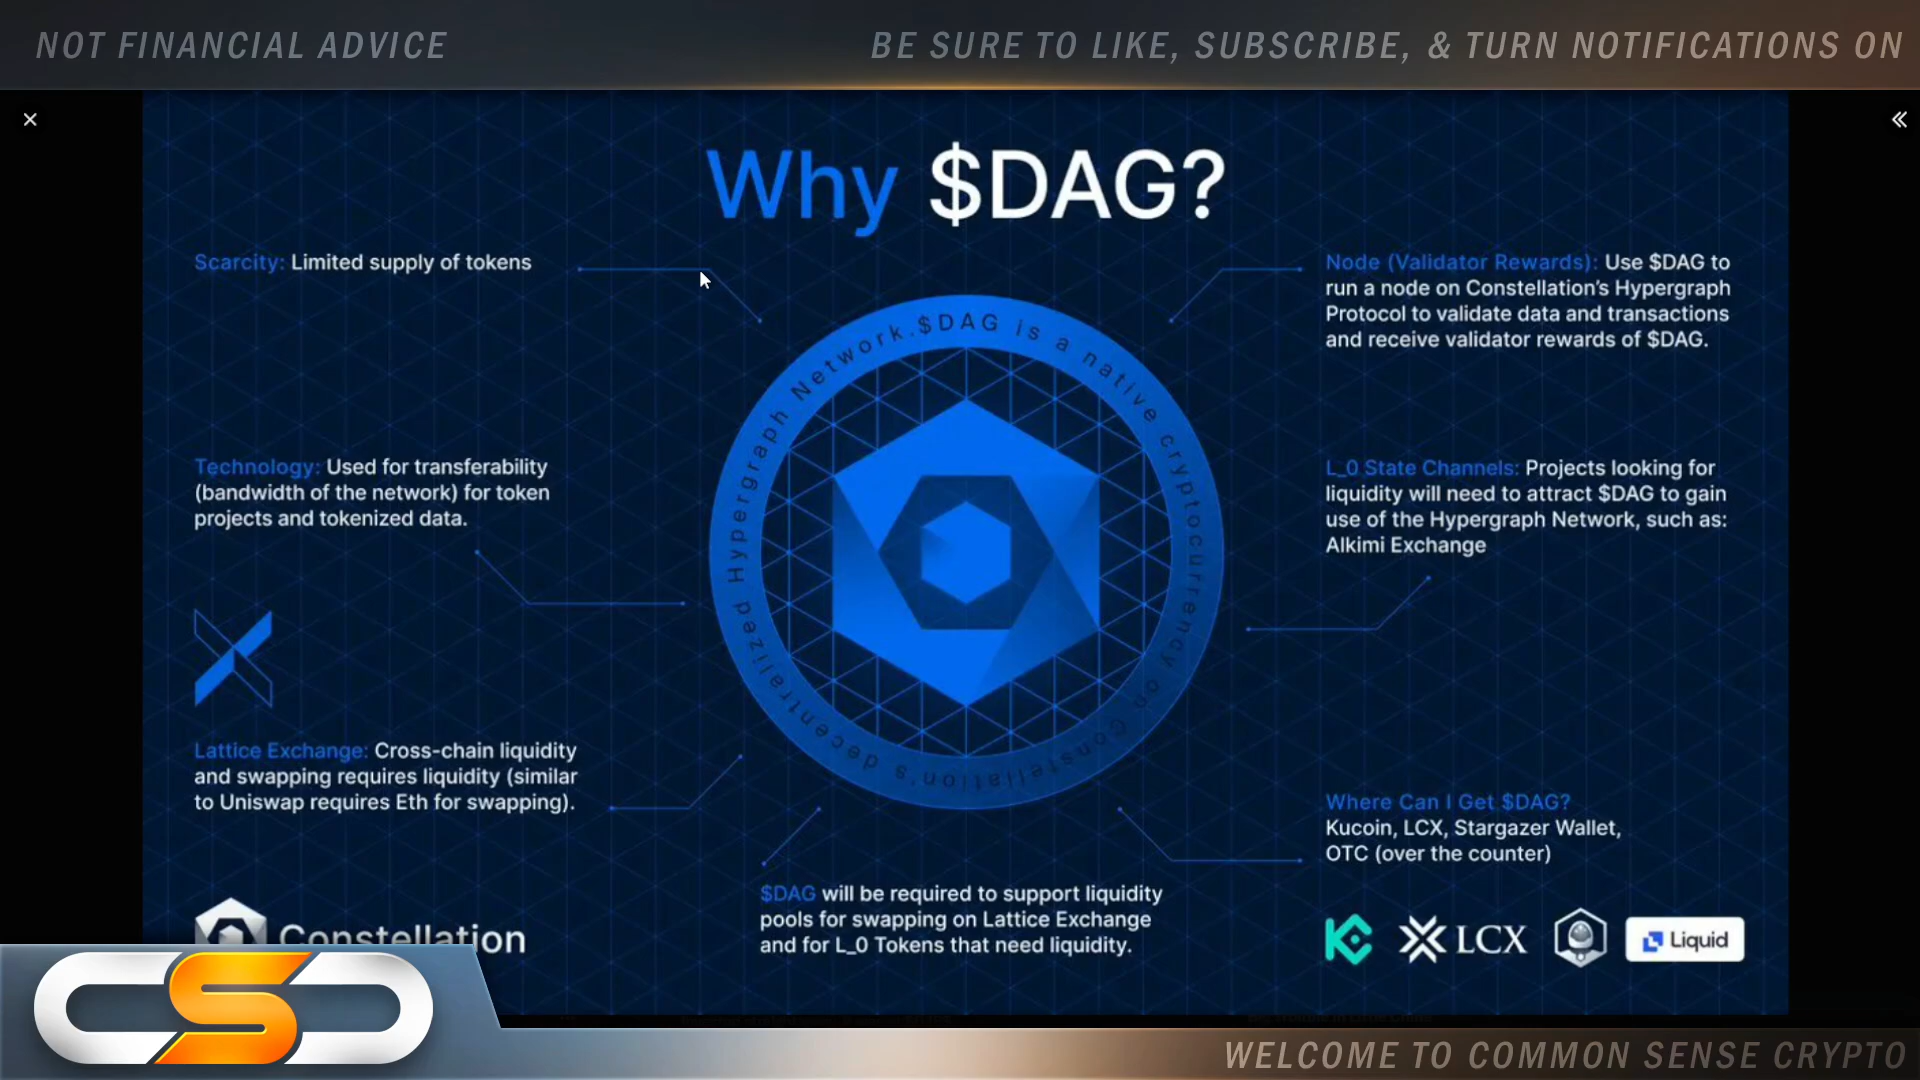 NOT FINANCIAL ADVICE
BE SURE TO LIKE, SUBSCRIBE, & TURN NOTIFICATIONS ON
Why $DAG?
Scarcity: Limited supply of tokens
Technology: Used for transferability
(bandwidth of the network) for token
projects and tokenized data.
Lattice Exchange: Cross-chain liquidity
and swapping requires liquidity (similar
to Uniswap requires Eth for swapping).
$DAG is a native cryptocurrency on Constellation's decentralized Hypergraph Network.
$DAG will be required to support liquidity
pools for swapping on Lattice Exchange
and for L_0 Tokens that need liquidity.
Node (Validator Rewards): Use $DAG to
run a node on Constellation's Hypergraph
Protocol to validate data and transactions
and receive validator rewards of $DAG.
L_0 State Channels: Projects looking for
liquidity will need to attract $DAG to gain
use of the Hypergraph Network, such as:
Alkimi Exchange
Where Can I Get $DAG?
Kucoin, LCX, Stargazer Wallet,
OTC (over the counter)
LCX
Liquid
Constellation
CSC
WELCOME TO COMMON SENSE CRYPTO